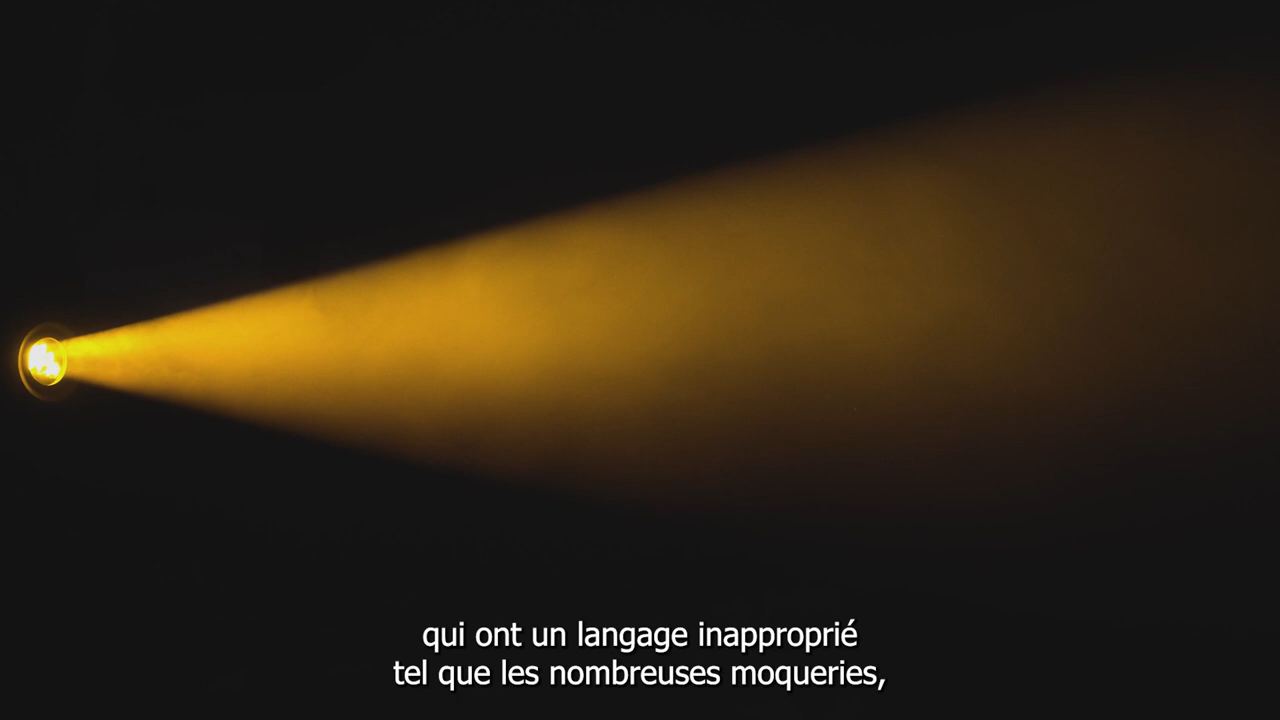 qui ont un langage inapproprié
tel que les nombreuses moqueries,